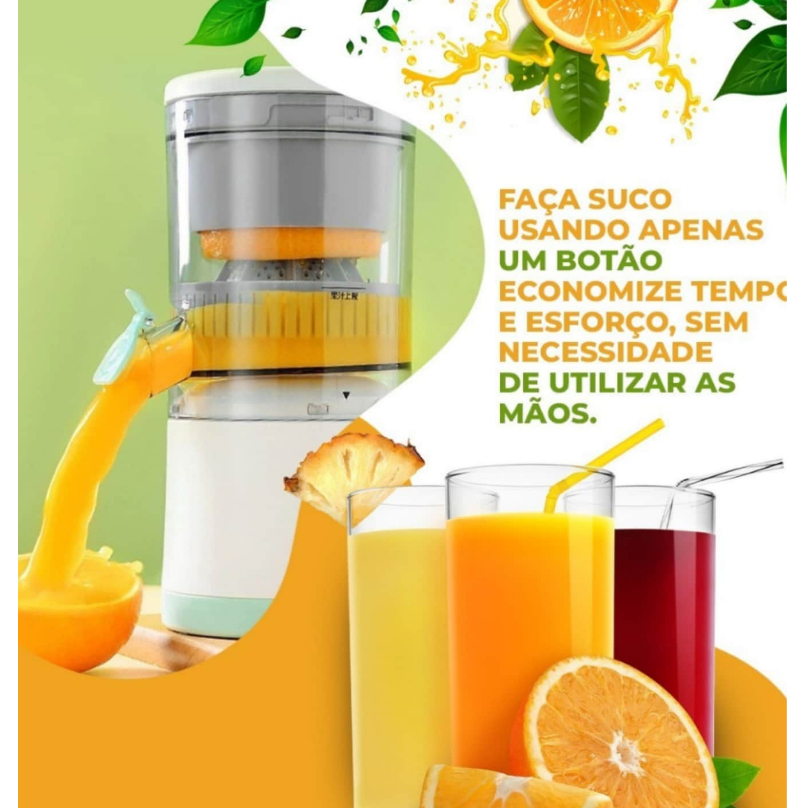 FAÇA SUCO
USANDO APENAS
UM BOTÃO
ECONOMIZE TEMPO
E ESFORÇO, SEM
NECESSIDADE
DE UTILIZAR AS
MÃOS.